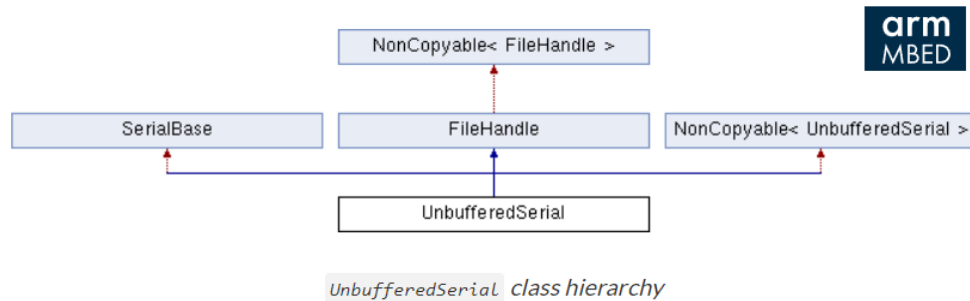 arm
MBED
NonCopyable< FileHandle >
SerialBase
FileHandle
NonCopyable< UnbufferedSerial >
UnbufferedSerial
UnbufferedSerial class hierarchy